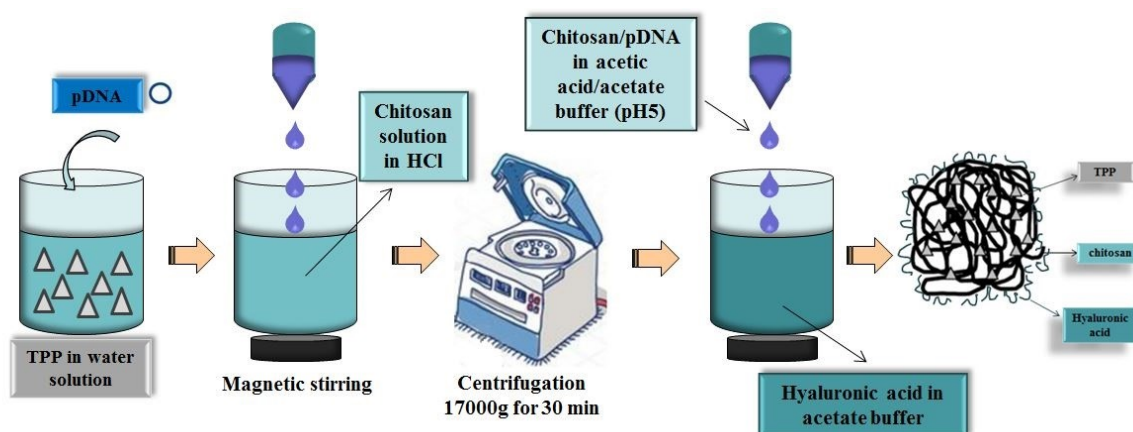 pDNA
TPP in water
solution
Chitosan
solution
in HCl
Magnetic stirring
Centrifugation
17000g for 30 min
Chitosan/pDNA
in acetic
acid/acetate
buffer (pH5)
Hyaluronic acid in
acetate buffer
TPP
chitosan
Hyaluronic
acid